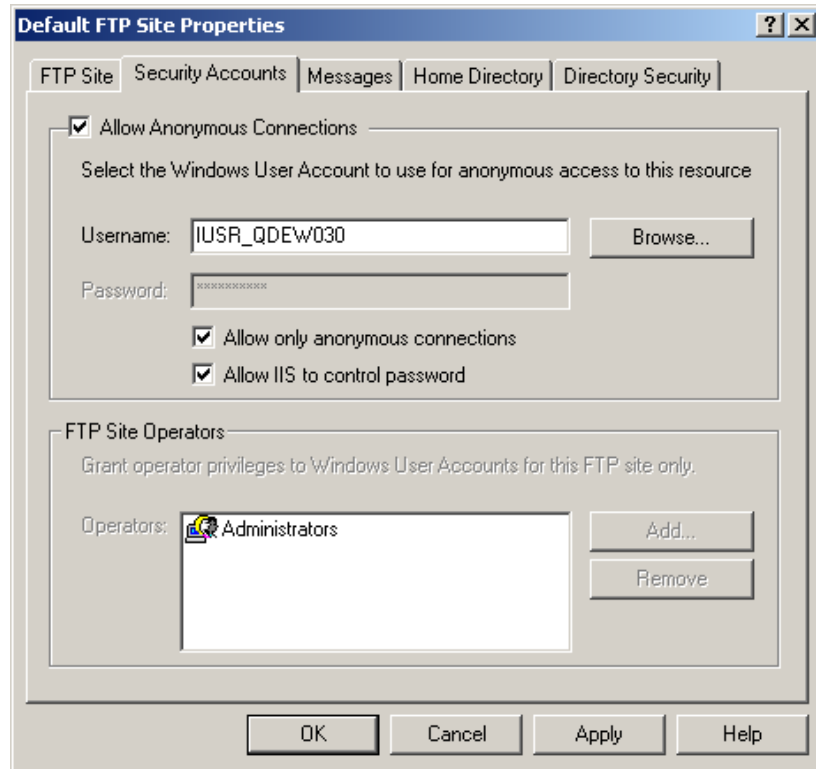 Default FTP Site Properties
FTP Site Security Accounts Messages Home Directory Directory Security
Allow Anonymous Connections
Select the Windows User Account to use for anonymous access to this resource
Username: IUSR_QDEW030 Browse...
Password: **********
Allow only anonymous connections
Allow IIS to control password
FTP Site Operators
Grant operator privileges to Windows User Accounts for this FTP site only.
Operators: Administrators Add...
Remove
OK Cancel Apply Help